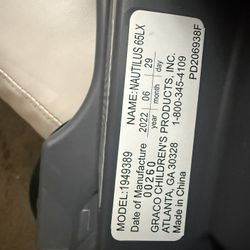 NAME: NAUTILUS 65LX
MODEL: 1949389
2022 06 29
year month day
Date of Manufacture
00260
GRACO CHILDREN'S PRODUCTS, INC.
ATLANTA, GA 30328 1-800-345-4109
Made in China PD206938F